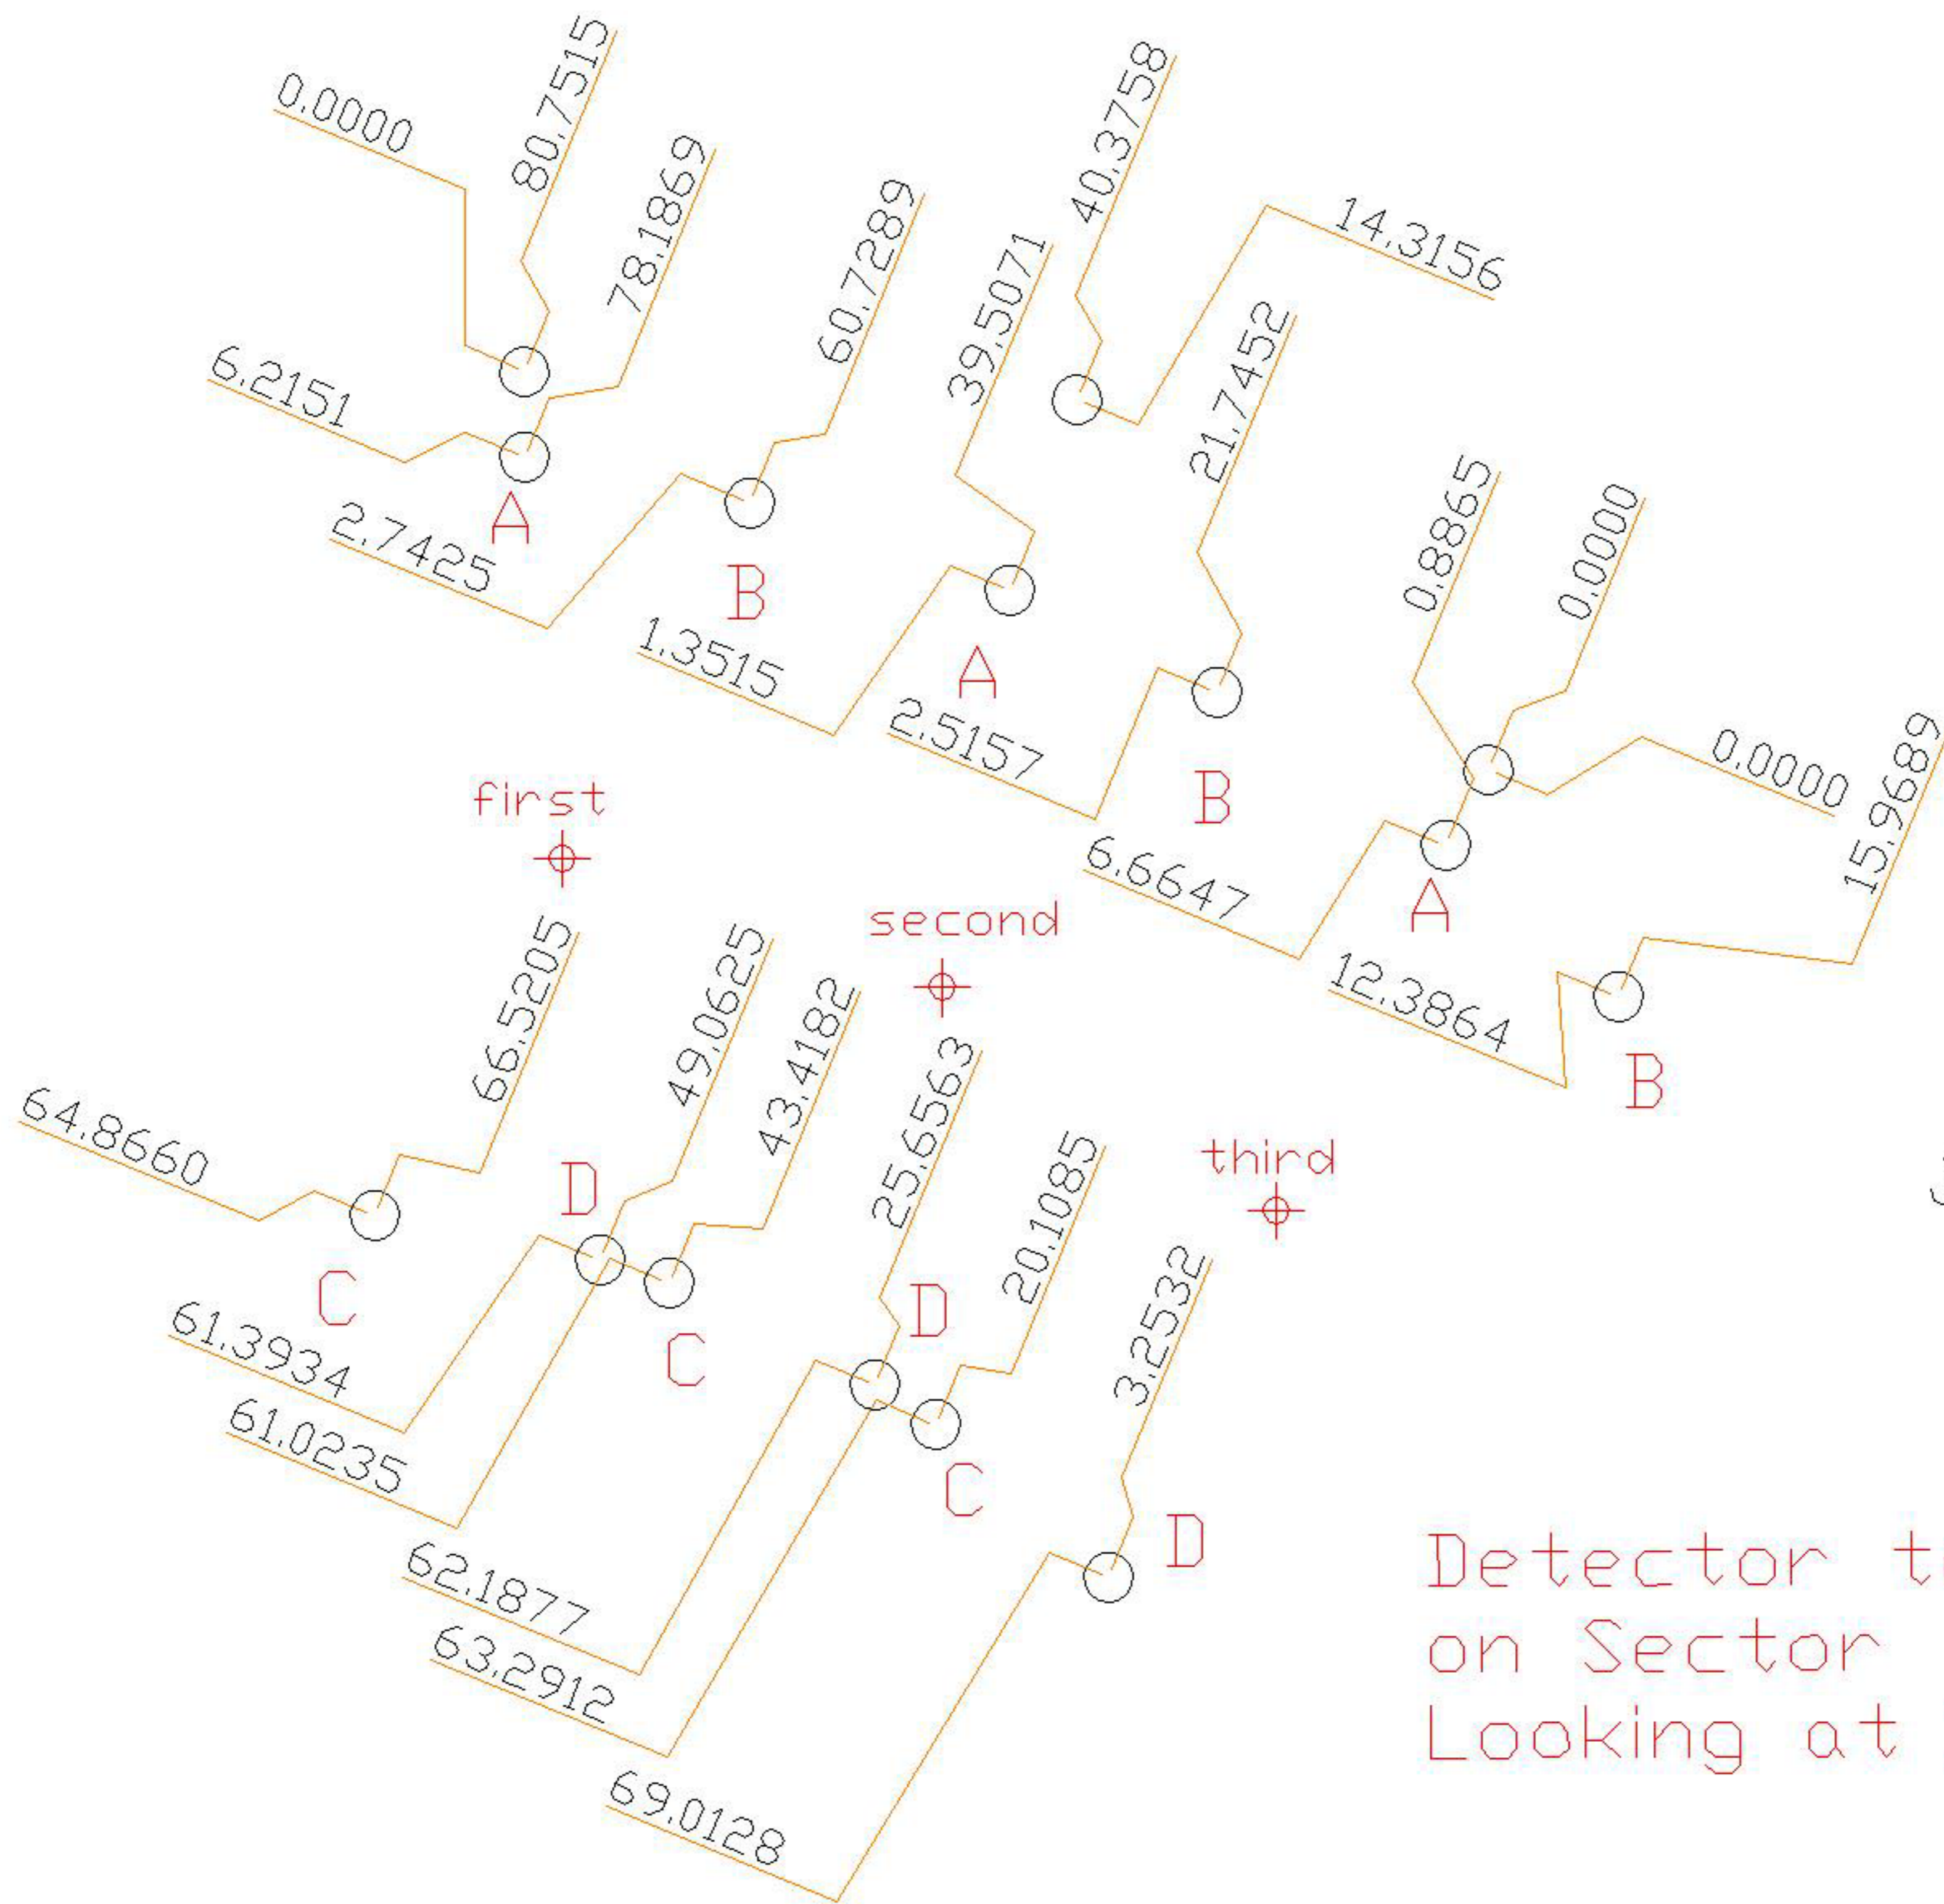 0.0000
80.7515
78.1869
6.2151
A
60.7289
2.7425
B
39.5071
1.3515
A
40.3758
14.3156
21.7452
2.5157
B
0.8865
0.0000
0.0000
6.6647
A
15.9689
12.3864
B
first
second
third
66.5205
64.8660
C
49.0625
D
61.3934
43.4182
61.0235
C
25.6563
D
62.1877
20.1085
63.2912
C
3.2532
69.0128
D
Detector
on Sector
Looking at